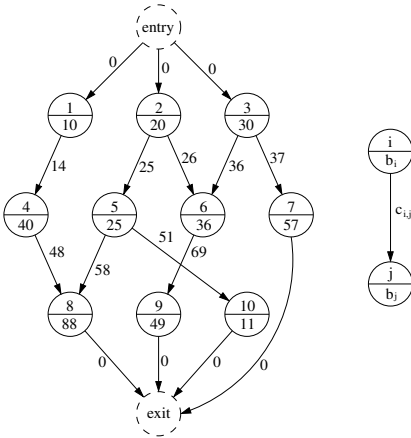 entry
0 0 0
1 2 3
10 20 30
14 25 26 36 37
4 5 6 7
40 25 36 57
48 58 51 69
8 9 10
88 49 11
0 0 0 0
exit
i
b_i
c_{i,j}
j
b_j